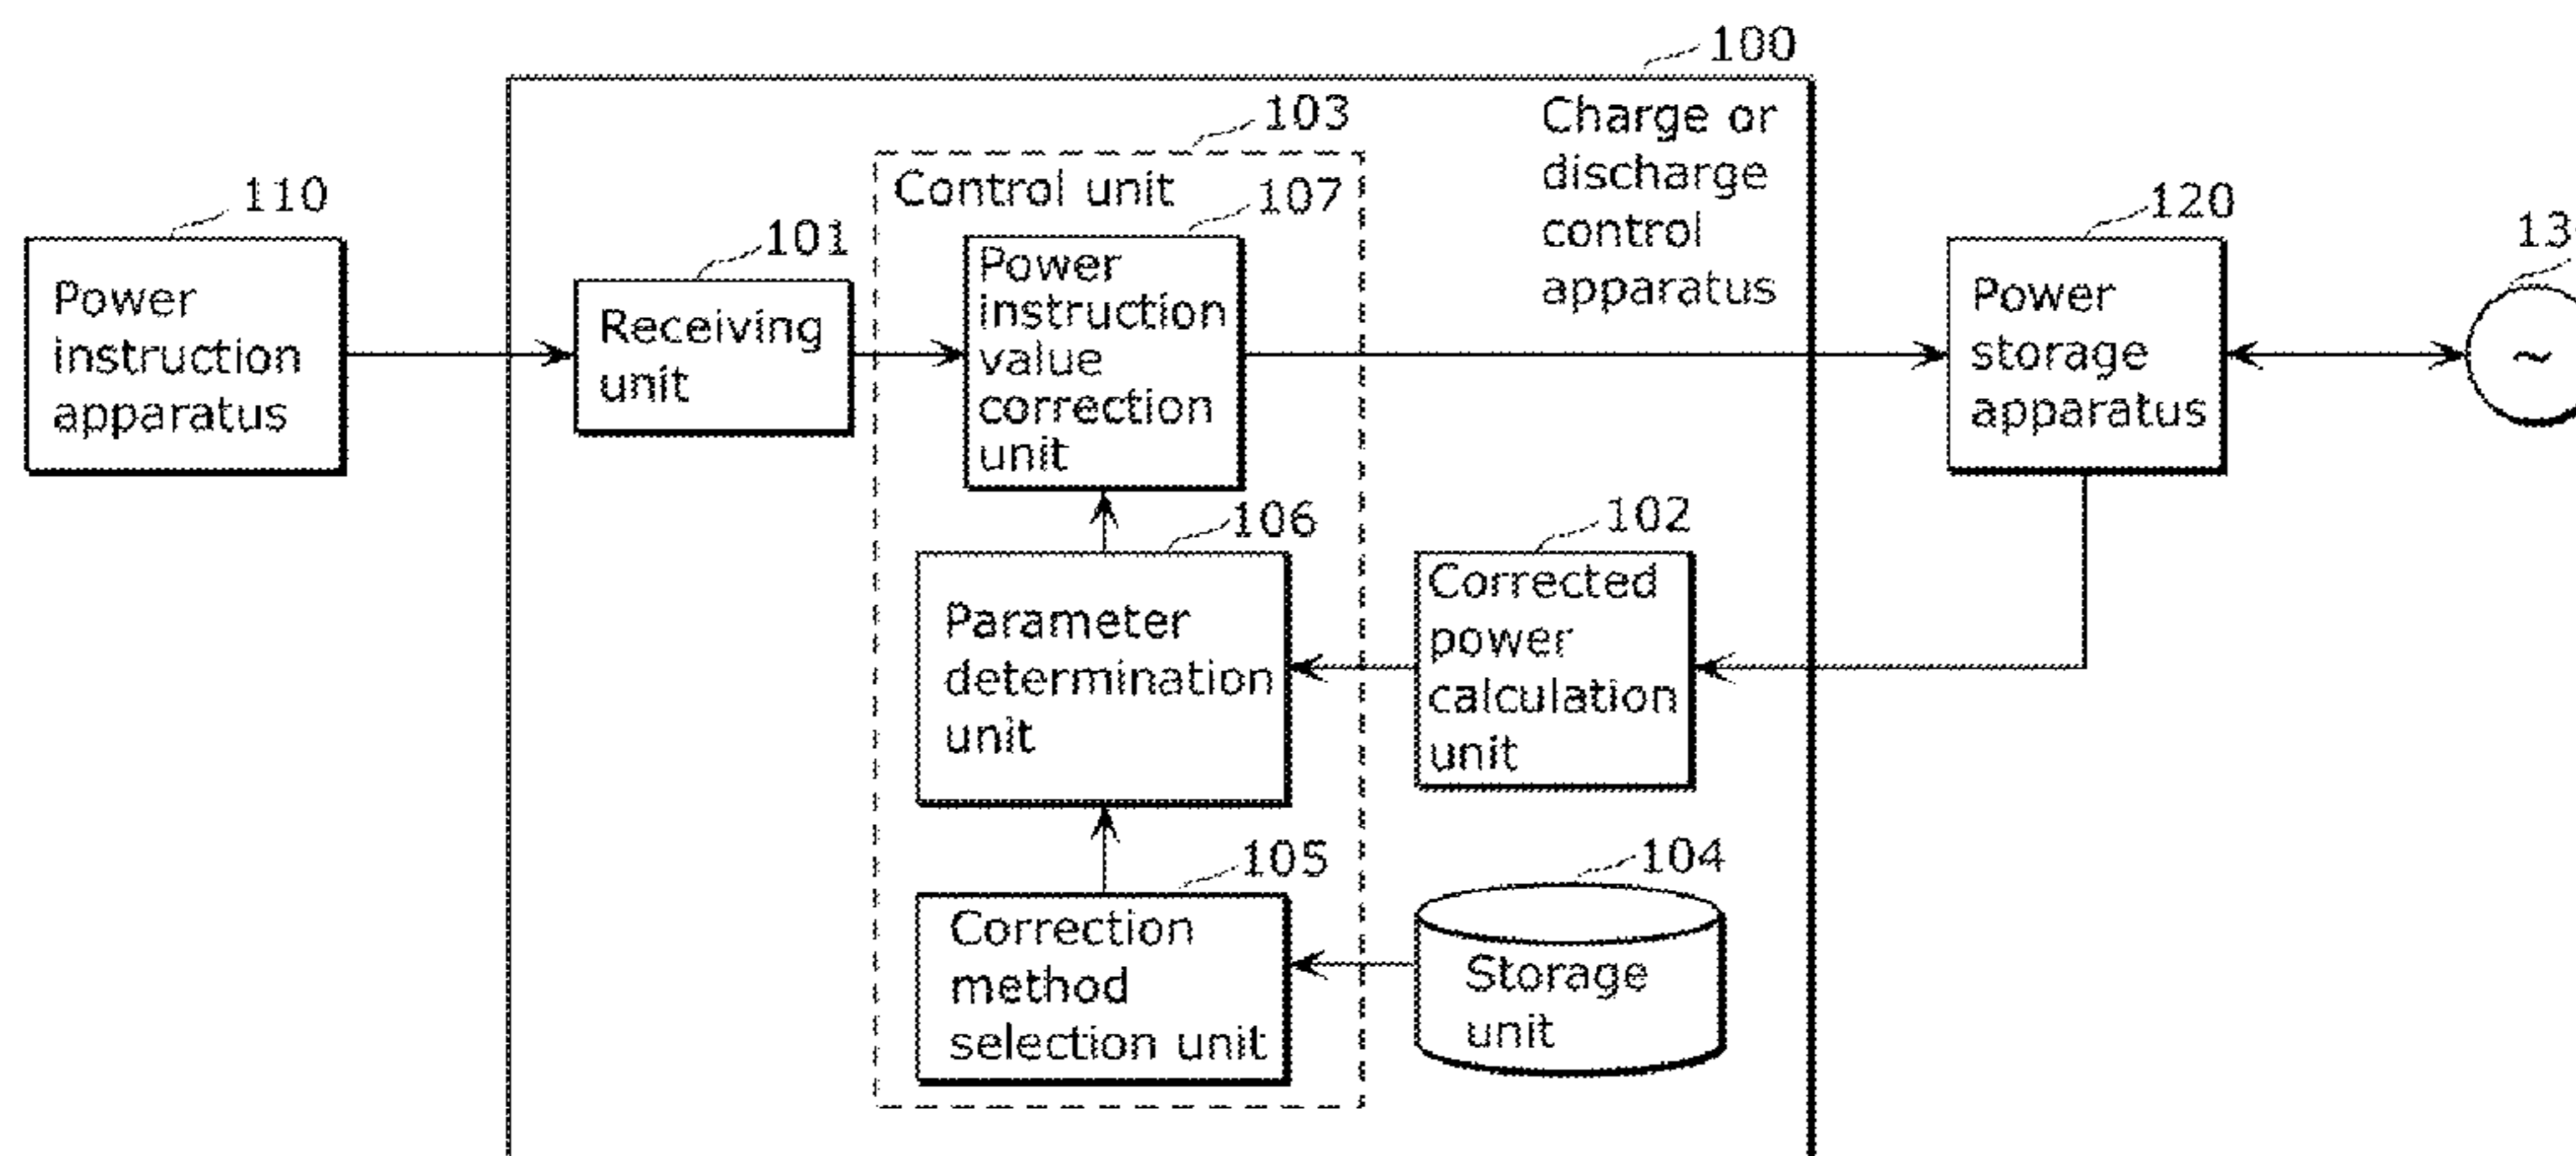 100
103
Charge or
discharge
control
apparatus
Control unit
107
110
101
120
13
Power
instruction
apparatus
Receiving
unit
Power
instruction
value
correction
unit
Power
storage
apparatus
~
106
102
Parameter
determination
unit
Corrected
power
calculation
unit
105
104
Correction
method
selection unit
Storage
unit